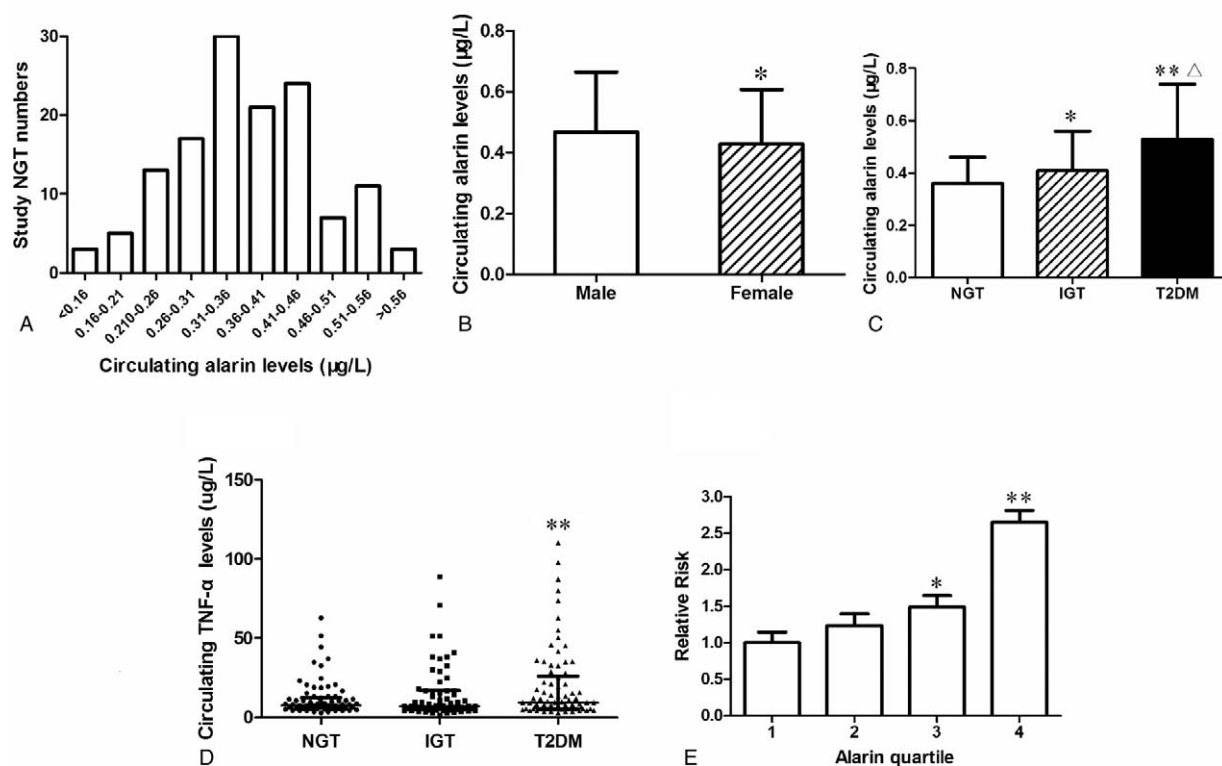 Study NGT numbers
30
20
10
0
<0.16
0.16-0.21
0.210-0.26
0.26-0.31
0.31-0.36
0.36-0.41
0.41-0.46
0.46-0.51
0.51-0.56
>0.56
Circulating alarin levels (μg/L)
A
Circulating alarin levels (μg/L)
0.8
0.6
0.4
0.2
0.0
*
Male
Female
B
Circulating alarin levels (μg/L)
0.8
0.6
0.4
0.2
0.0
*
** △
NGT
IGT
T2DM
C
Circulating TNF-α levels (ug/L)
150
100
50
0
**
NGT
IGT
T2DM
D
Relative Risk
3.0
2.5
2.0
1.5
1.0
0.5
0.0
*
**
1
2
3
4
Alarin quartile
E